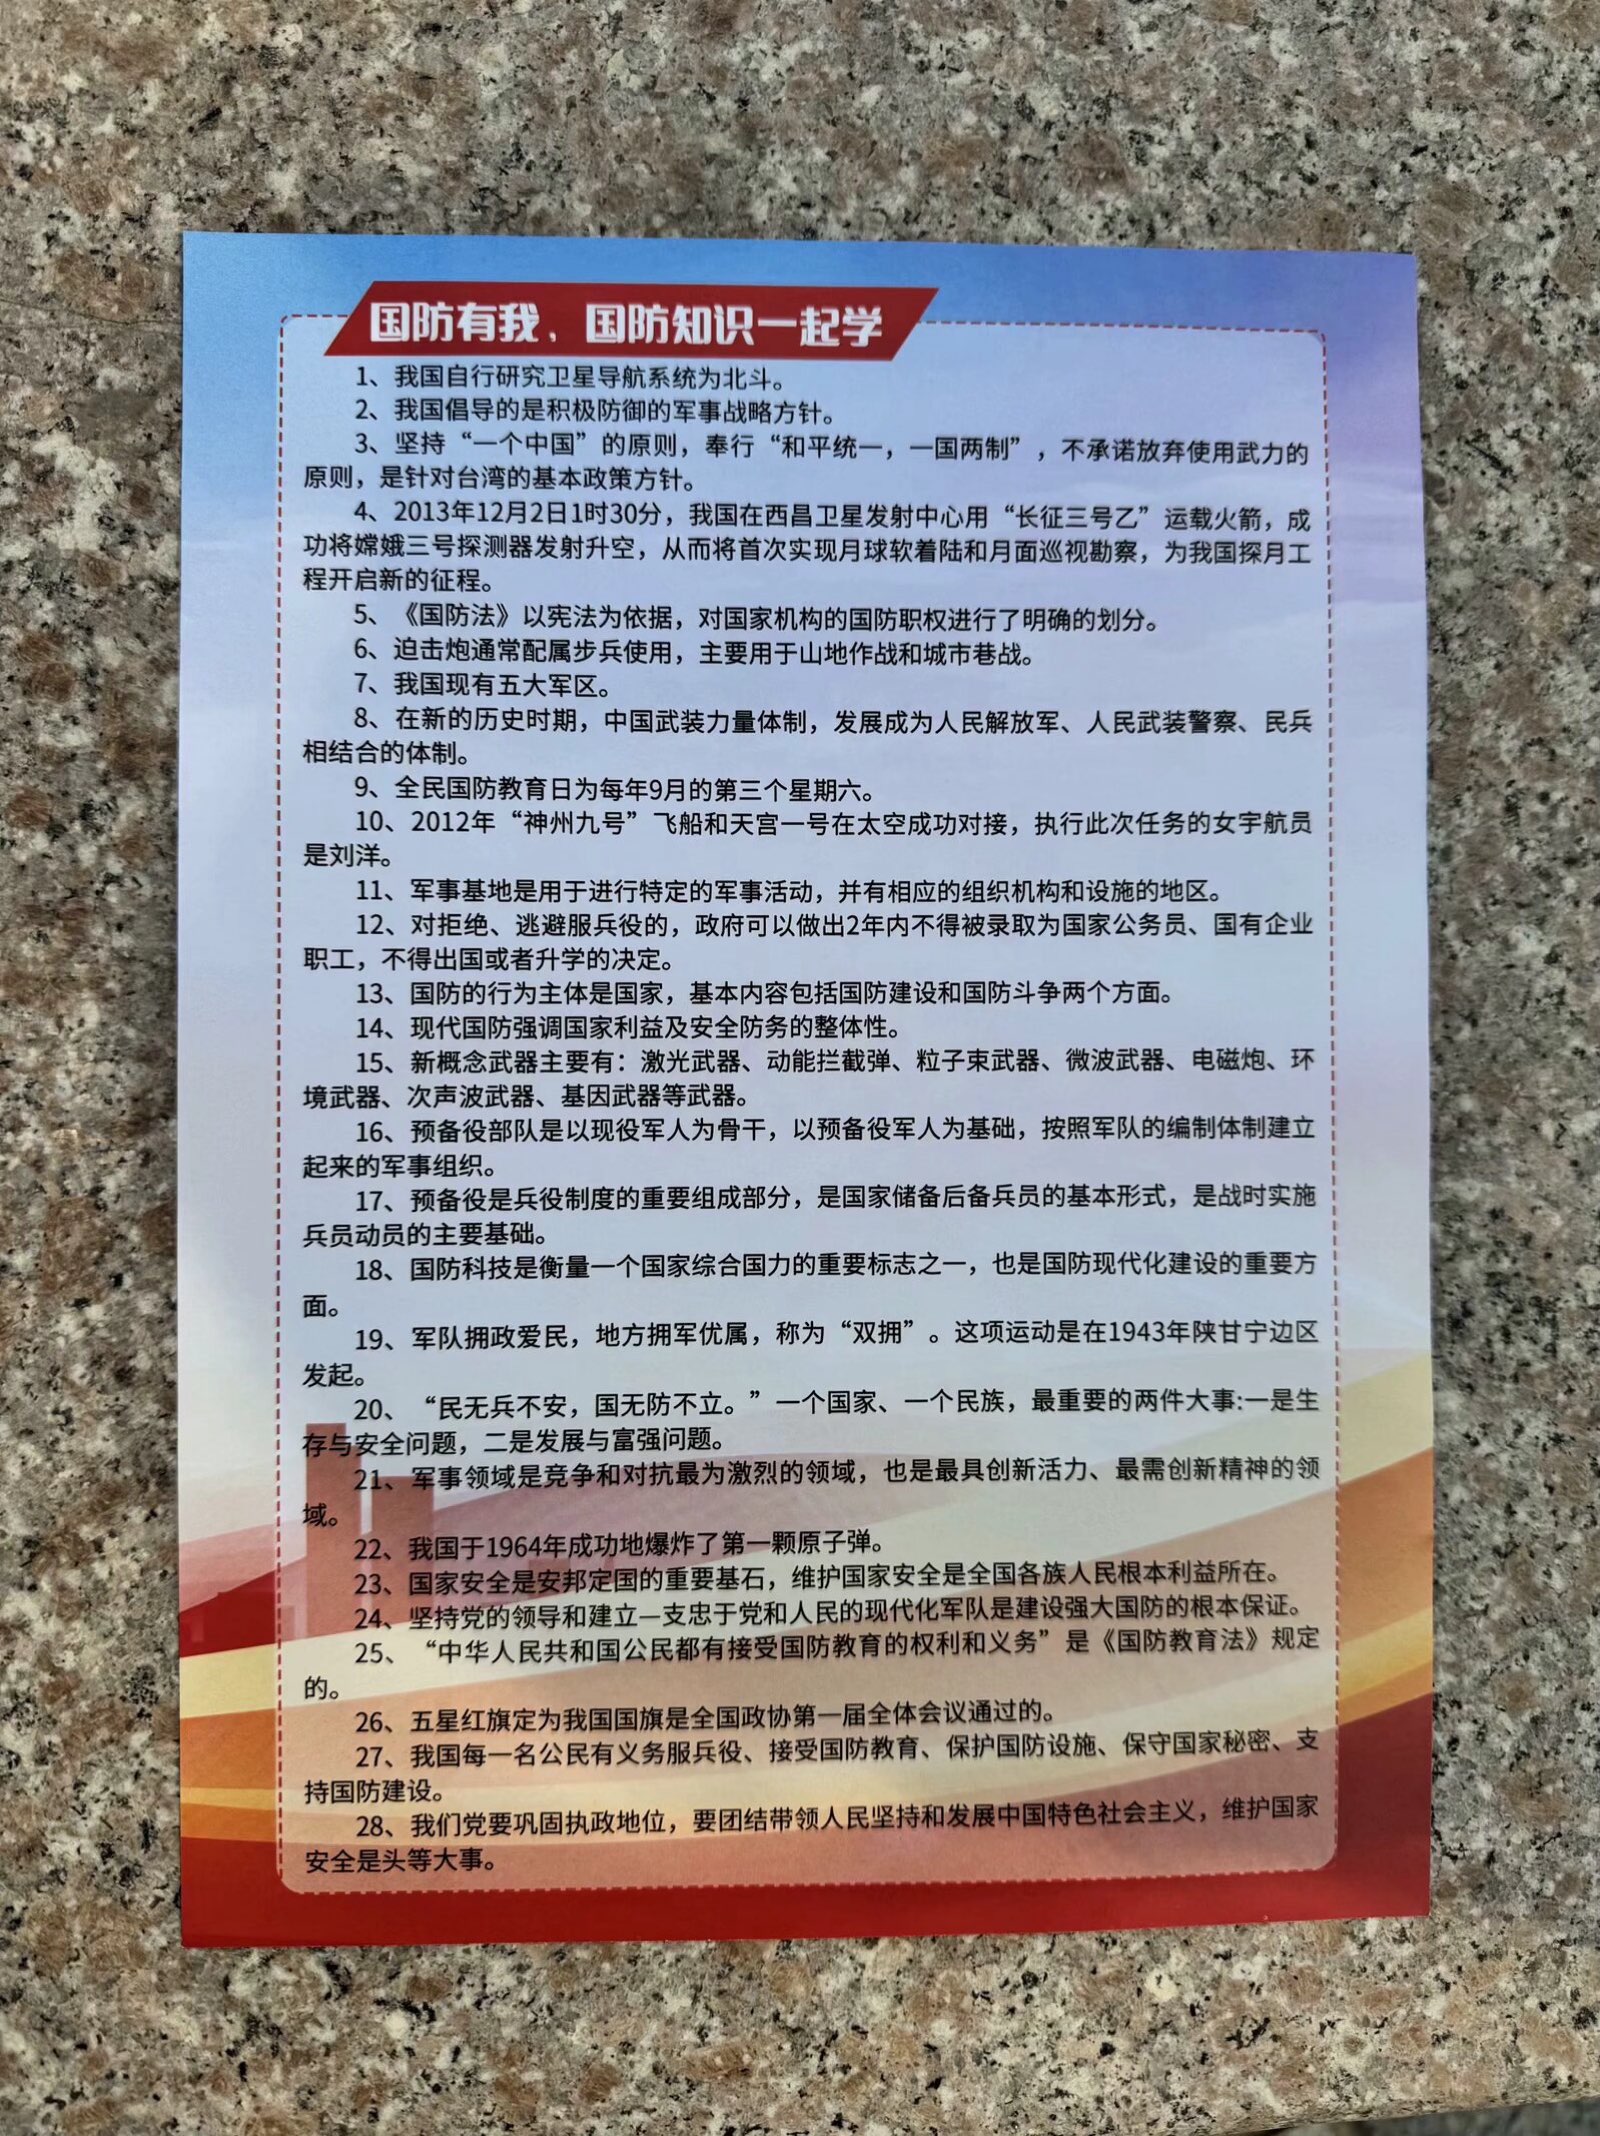 国防有我、国防知识一起学
1、我国自行研究卫星导航系统为北斗。
2、我国倡导的是积极防御的军事战略方针。
3、坚持“一个中国”的原则，奉行“和平统一，一国两制”，不承诺放弃使用武力的
原则，是针对台湾的基本政策方针。
4、2013年12月2日1时30分，我国在西昌卫星发射中心用“长征三号乙”运载火箭，成
功将嫦娥三号探测器发射升空，从而将首次实现月球软着陆和月面巡视勘察，为我国探月工
程开启新的征程。
5、《国防法》以宪法为依据，对国家机构的国防职权进行了明确的划分。
6、迫击炮通常配属步兵使用，主要用于山地作战和城市巷战。
7、我国现有五大军区。
8、在新的历史时期，中国武装力量体制，发展成为人民解放军、人民武装警察、民兵
相结合的体制。
9、全民国防教育日为每年9月的第三个星期六。
10、2012年“神州九号”飞船和天宫一号在太空成功对接，执行此次任务的女宇航员
是刘洋。
11、军事基地是用于进行特定的军事活动，并有相应的组织机构和设施的地区。
12、对拒绝、逃避服兵役的，政府可以做出2年内不得被录取为国家公务员、国有企业
职工，不得出国或者升学的决定。
13、国防的行为主体是国家，基本内容包括国防建设和国防斗争两个方面。
14、现代国防强调国家利益及安全防务的整体性。
15、新概念武器主要有：激光武器、动能拦截弹、粒子束武器、微波武器、电磁炮、环
境武器、次声波武器、基因武器等武器。
16、预备役部队是以现役军人为骨干，以预备役军人为基础，按照军队的编制体制建立
起来的军事组织。
17、预备役是兵役制度的重要组成部分，是国家储备后备兵员的基本形式，是战时实施
兵员动员的主要基础。
18、国防科技是衡量一个国家综合国力的重要标志之一，也是国防现代化建设的重要方
面。
19、军队拥政爱民，地方拥军优属，称为“双拥”。这项运动是在1943年陕甘宁边区
发起。
20、“民无兵不安，国无防不立。”一个国家、一个民族，最重要的两件大事:一是生
存与安全问题，二是发展与富强问题。
21、军事领域是竞争和对抗最为激烈的领域，也是最具创新活力、最需创新精神的领
域。
22、我国于1964年成功地爆炸了第一颗原子弹。
23、国家安全是安邦定国的重要基石，维护国家安全是全国各族人民根本利益所在。
24、坚持党的领导和建立—支忠于党和人民的现代化军队是建设强大国防的根本保证。
25、“中华人民共和国公民都有接受国防教育的权利和义务”是《国防教育法》规定
的。
26、五星红旗定为我国国旗是全国政协第一届全体会议通过的。
27、我国每一名公民有义务服兵役、接受国防教育、保护国防设施、保守国家秘密、支
持国防建设。
28、我们党要巩固执政地位，要团结带领人民坚持和发展中国特色社会主义，维护国家
安全是头等大事。